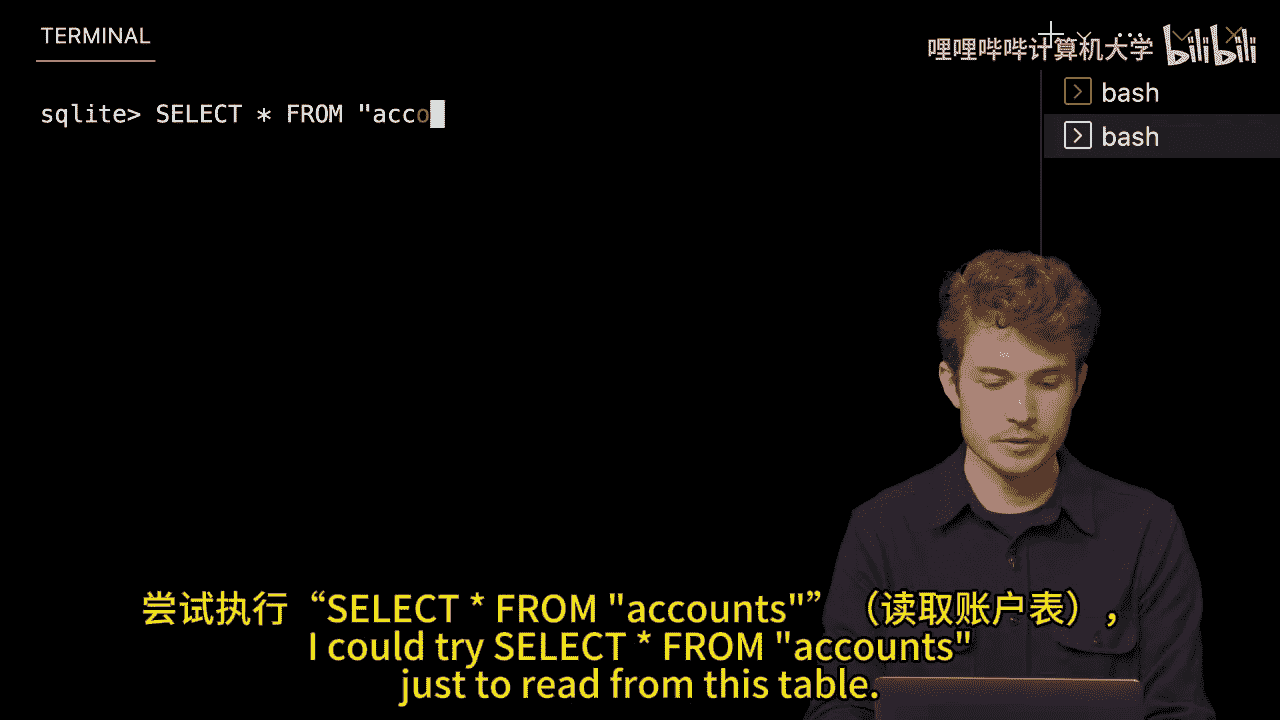 TERMINAL
哔哩哔哩计算机大学 bilibili
bash
sqlite> SELECT * FROM "acco
bash
尝试执行“SELECT * FROM "accounts"”（读取账户表），
I could try SELECT * FROM "accounts"
just to read from this table.